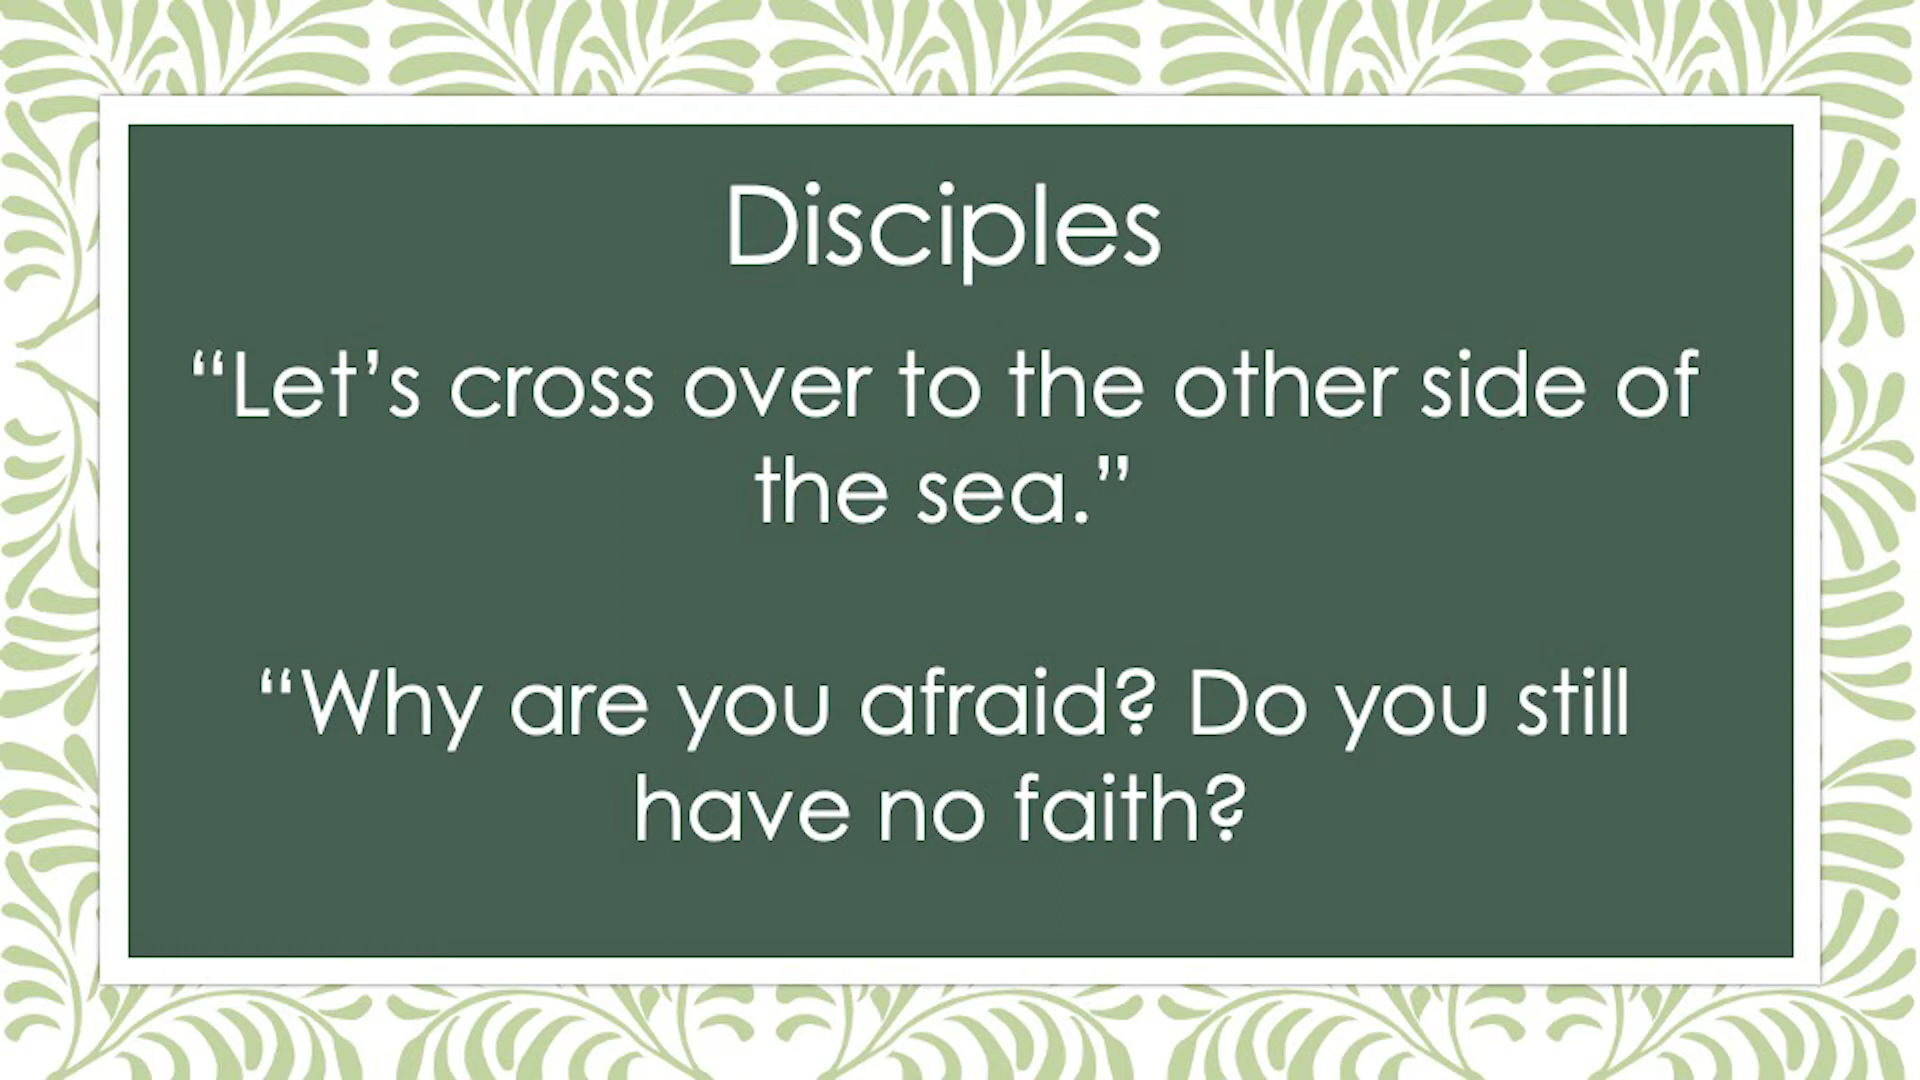 Disciples
“Let’s cross over to the other side of
the sea.”
“Why are you afraid? Do you still
have no faith?